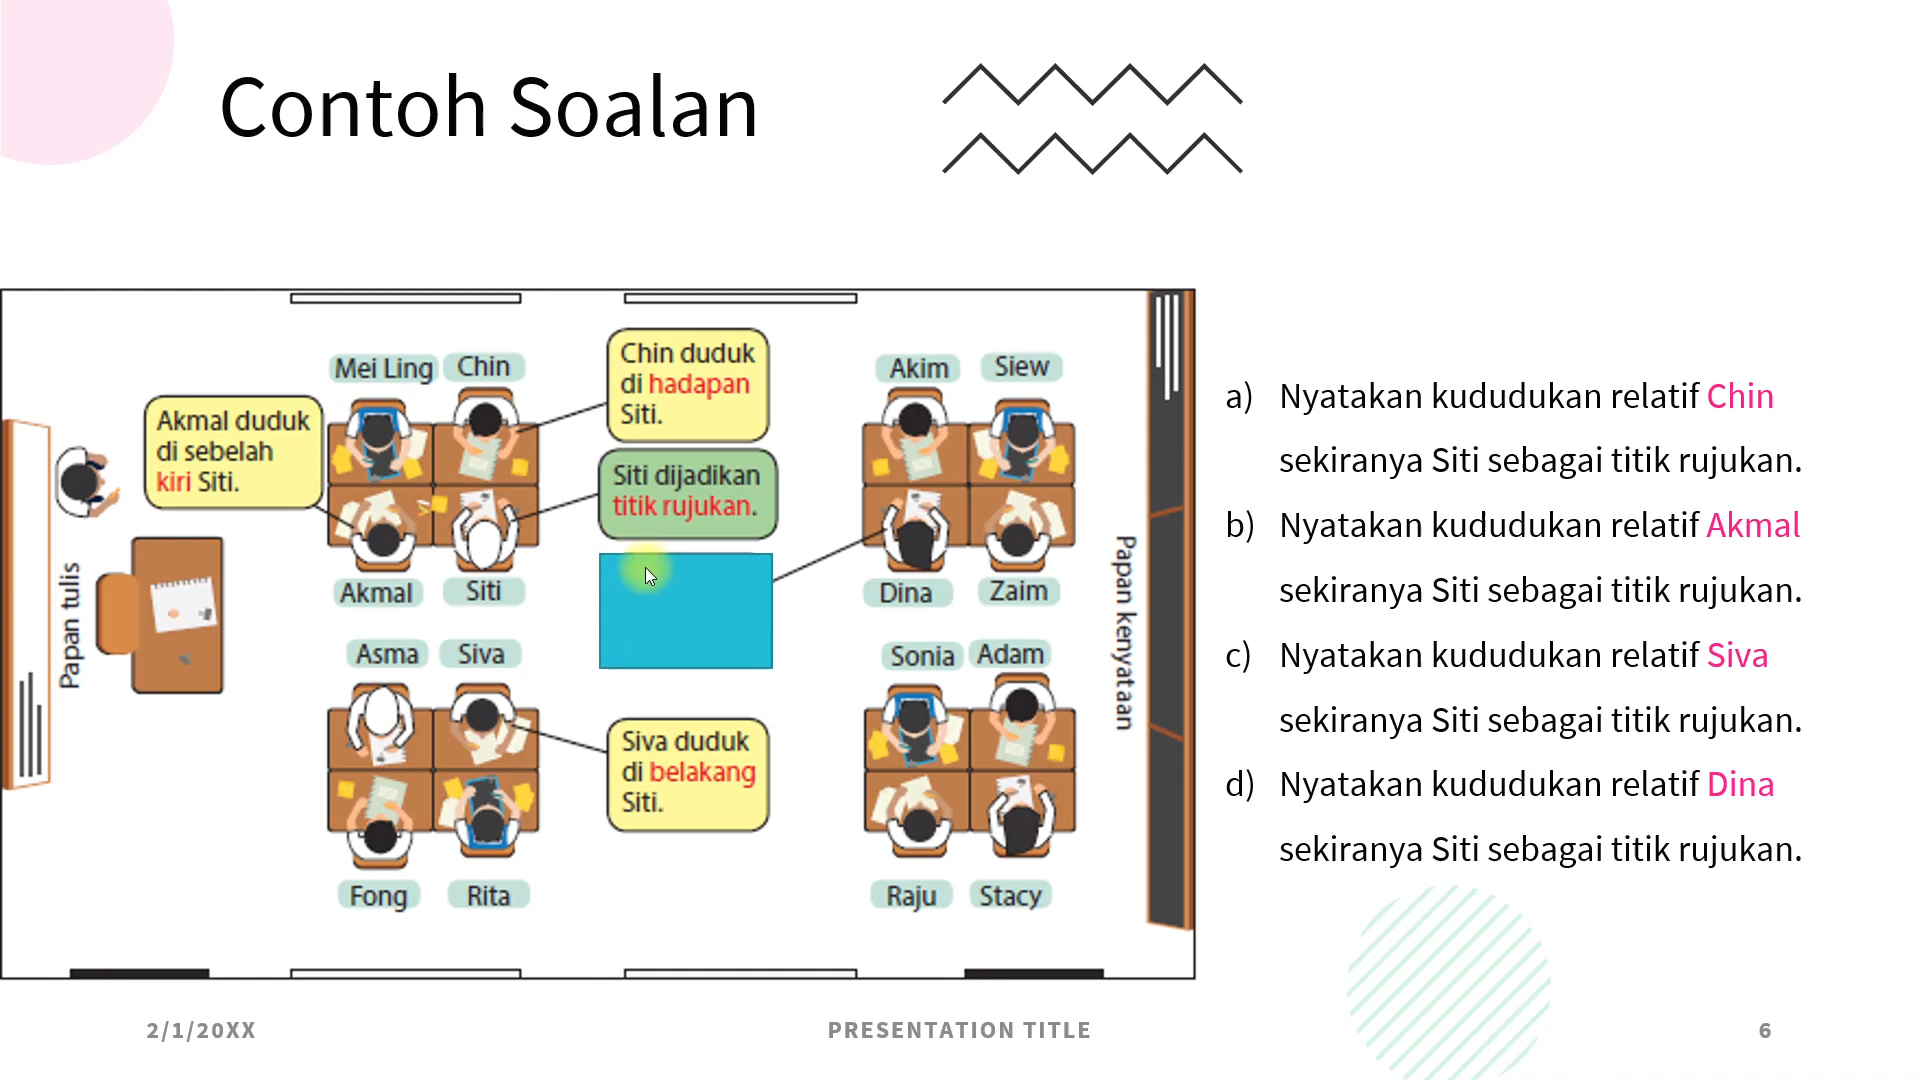 Contoh Soalan
Mei Ling
Chin
Akmal duduk
di sebelah
kiri Siti.
Chin duduk
di hadapan
Siti.
Siti dijadikan
titik rujukan.
Akim
Siew
Akmal
Siti
Dina
Zaim
Papan tulis
Papan kenyataan
Asma
Siva
Sonia
Adam
Siva duduk
di belakang
Siti.
Fong
Rita
Raju
Stacy
a) Nyatakan kududukan relatif Chin
sekiranya Siti sebagai titik rujukan.
b) Nyatakan kududukan relatif Akmal
sekiranya Siti sebagai titik rujukan.
c) Nyatakan kududukan relatif Siva
sekiranya Siti sebagai titik rujukan.
d) Nyatakan kududukan relatif Dina
sekiranya Siti sebagai titik rujukan.
2/1/20XX
PRESENTATION TITLE
6